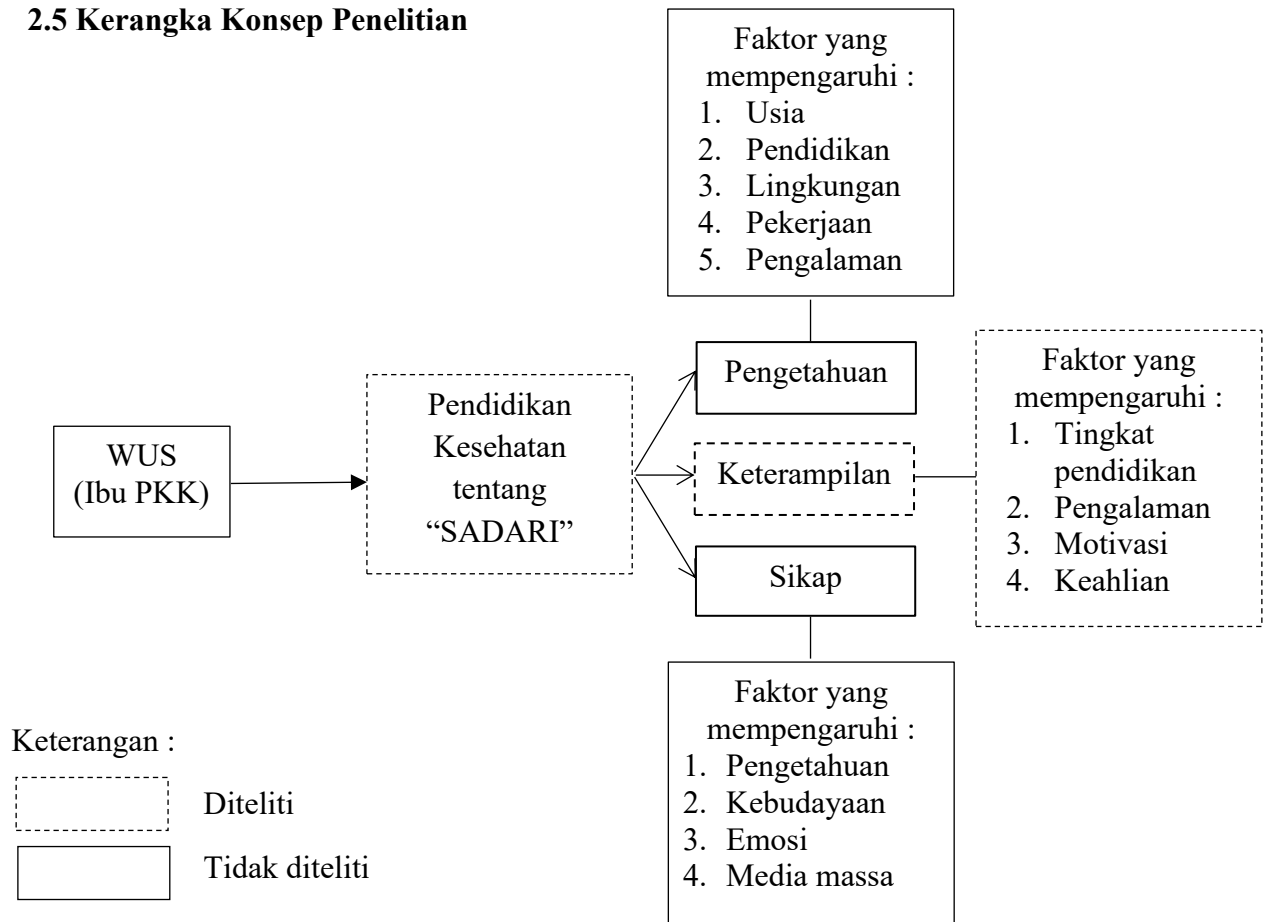 2.5 Kerangka Konsep Penelitian
Faktor yang
mempengaruhi :
1. Usia
2. Pendidikan
3. Lingkungan
4. Pekerjaan
5. Pengalaman
WUS
(Ibu PKK)
Pendidikan
Kesehatan
tentang
“SADARI”
Pengetahuan
Keterampilan
Sikap
Faktor yang
mempengaruhi :
1. Tingkat
pendidikan
2. Pengalaman
3. Motivasi
4. Keahlian
Faktor yang
mempengaruhi :
1. Pengetahuan
2. Kebudayaan
3. Emosi
4. Media massa
Keterangan :
Diteliti
Tidak diteliti